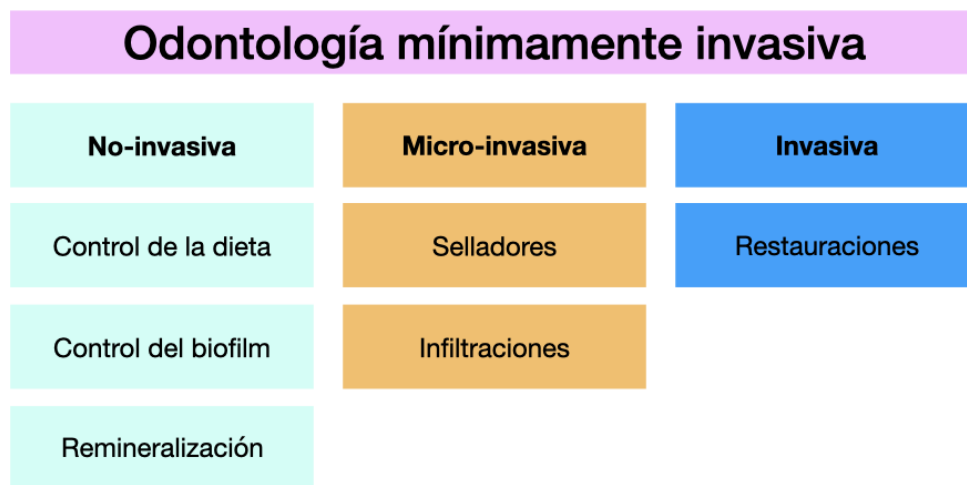 Odontología mínimamente invasiva
No-invasiva
Micro-invasiva
Invasiva
Control de la dieta
Selladores
Restauraciones
Control del biofilm
Infiltraciones
Remineralización